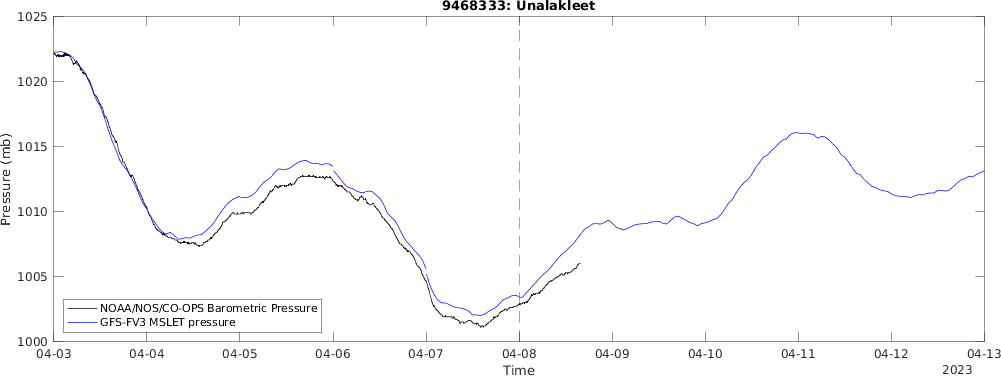 9468333: Unalakleet
1025
1020
1015
1010
1005
1000
Pressure (mb)
NOAA/NOS/CO-OPS Barometric Pressure
GFS-FV3 MSLET pressure
04-03 04-04 04-05 04-06 04-07 04-08 04-09 04-10 04-11 04-12 04-13
Time
2023